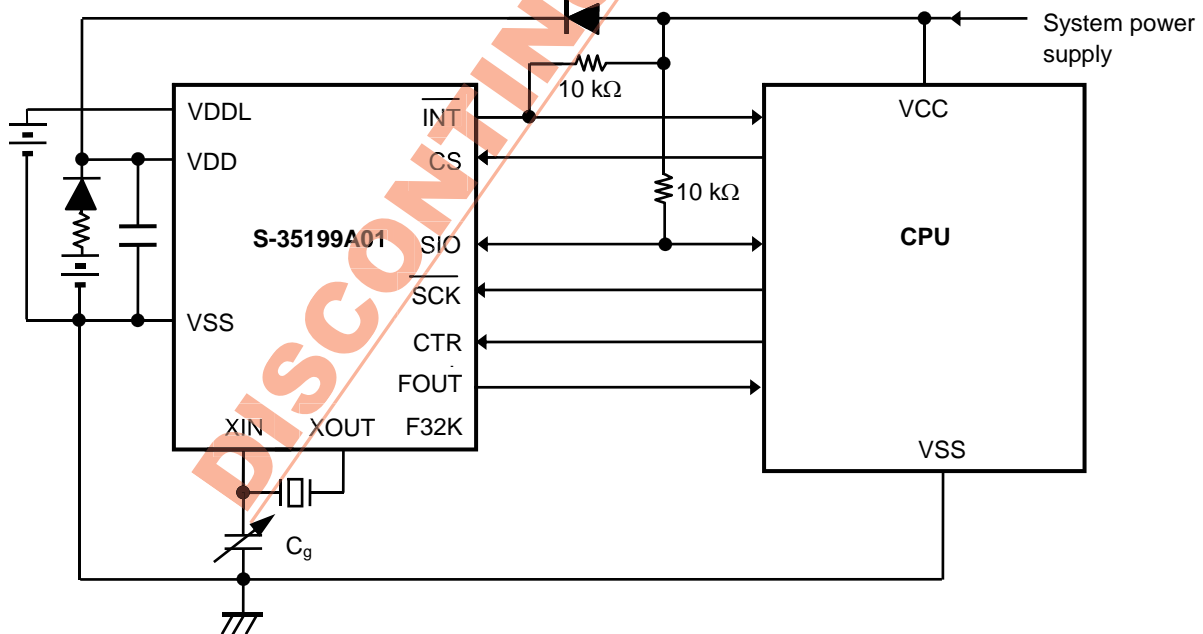 System power
supply
10 kΩ
VDDL
INT
VCC
VDD
CS
10 kΩ
S-35199A01
SIO
CPU
SCK
VSS
CTR
FOUT
XIN
XOUT
F32K
VSS
Cg
DISCONTIN